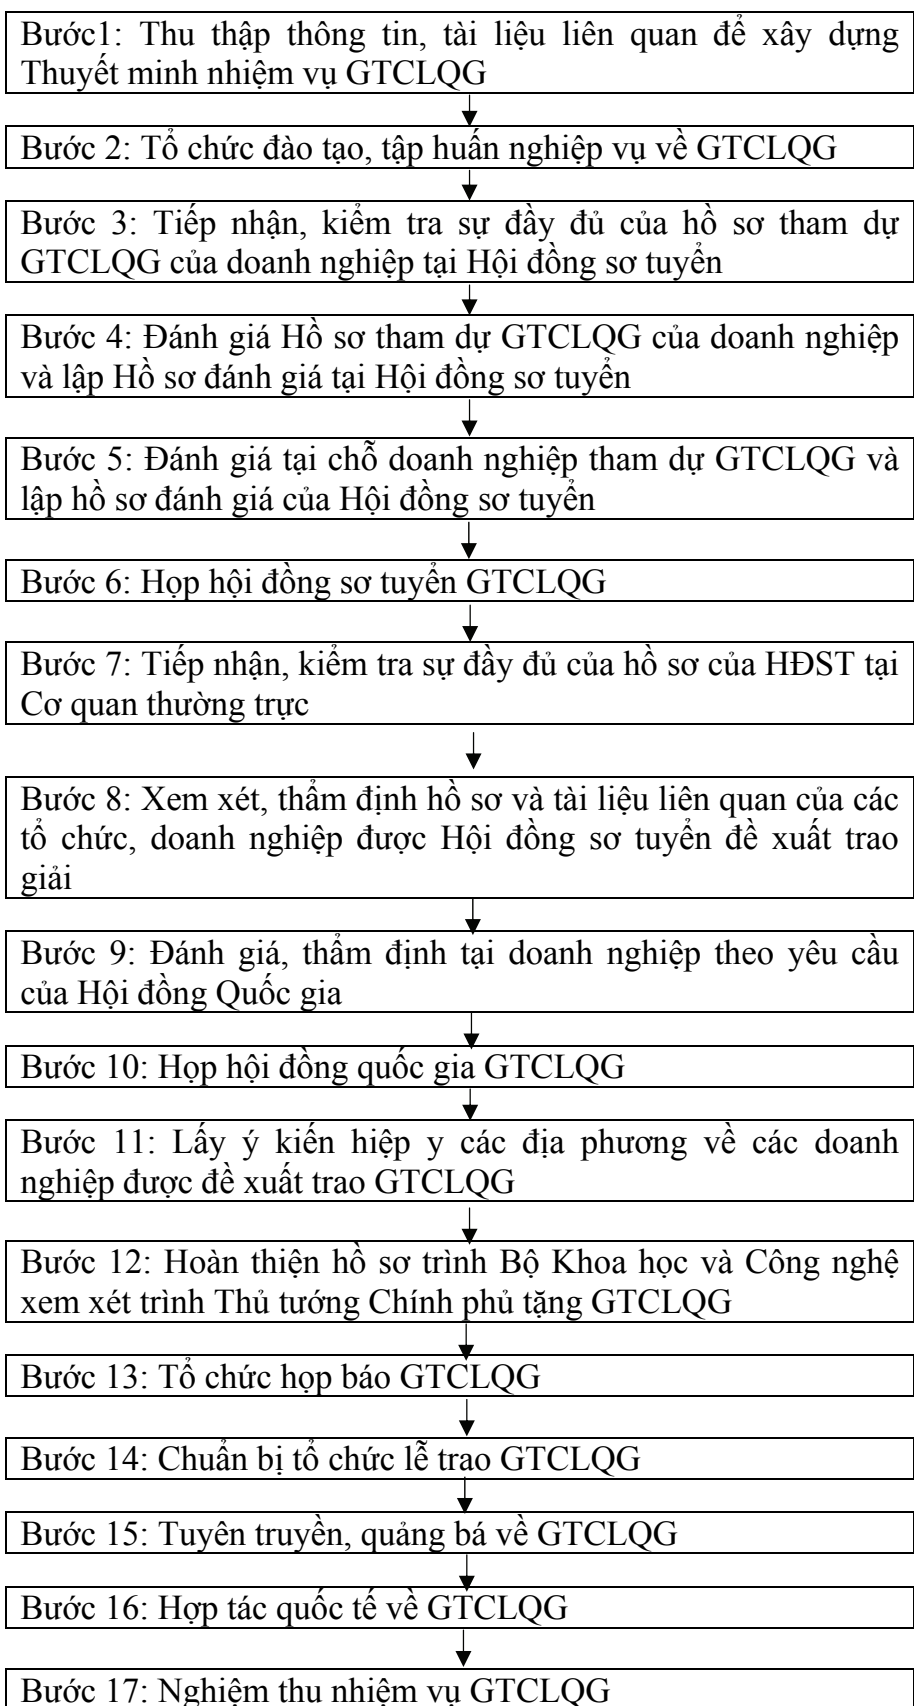 Bước1: Thu thập thông tin, tài liệu liên quan để xây dựng
Thuyết minh nhiệm vụ GTCLQG
Bước 2: Tổ chức đào tạo, tập huấn nghiệp vụ về GTCLQG
Bước 3: Tiếp nhận, kiểm tra sự đầy đủ của hồ sơ tham dự
GTCLQG của doanh nghiệp tại Hội đồng sơ tuyển
Bước 4: Đánh giá Hồ sơ tham dự GTCLQG của doanh nghiệp
và lập Hồ sơ đánh giá tại Hội đồng sơ tuyển
Bước 5: Đánh giá tại chỗ doanh nghiệp tham dự GTCLQG và
lập hồ sơ đánh giá của Hội đồng sơ tuyển
Bước 6: Họp hội đồng sơ tuyển GTCLQG
Bước 7: Tiếp nhận, kiểm tra sự đầy đủ của hồ sơ của HĐST tại
Cơ quan thường trực
Bước 8: Xem xét, thẩm định hồ sơ và tài liệu liên quan của các
tổ chức, doanh nghiệp được Hội đồng sơ tuyển đề xuất trao
giải
Bước 9: Đánh giá, thẩm định tại doanh nghiệp theo yêu cầu
của Hội đồng Quốc gia
Bước 10: Họp hội đồng quốc gia GTCLQG
Bước 11: Lấy ý kiến hiệp y các địa phương về các doanh
nghiệp được đề xuất trao GTCLQG
Bước 12: Hoàn thiện hồ sơ trình Bộ Khoa học và Công nghệ
xem xét trình Thủ tướng Chính phủ tặng GTCLQG
Bước 13: Tổ chức họp báo GTCLQG
Bước 14: Chuẩn bị tổ chức lễ trao GTCLQG
Bước 15: Tuyên truyền, quảng bá về GTCLQG
Bước 16: Hợp tác quốc tế về GTCLQG
Bước 17: Nghiệm thu nhiệm vụ GTCLQG